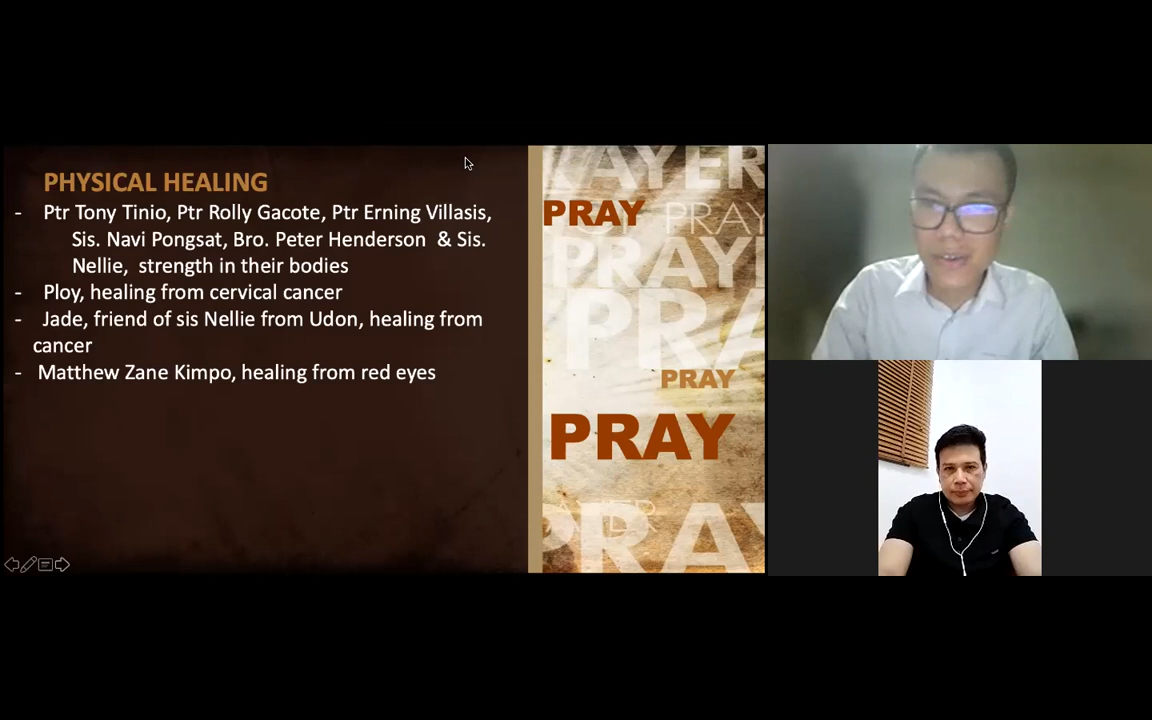 PHYSICAL HEALING
- Ptr Tony Tinio, Ptr Rolly Gacote, Ptr Erning Villasis,
Sis. Navi Pongsat, Bro. Peter Henderson & Sis.
Nellie, strength in their bodies
- Ploy, healing from cervical cancer
- Jade, friend of sis Nellie from Udon, healing from
cancer
- Matthew Zane Kimpo, healing from red eyes
RAYER
PRAY
PRAY
PRAY
PRA
PRAY
PRAY
PRAY